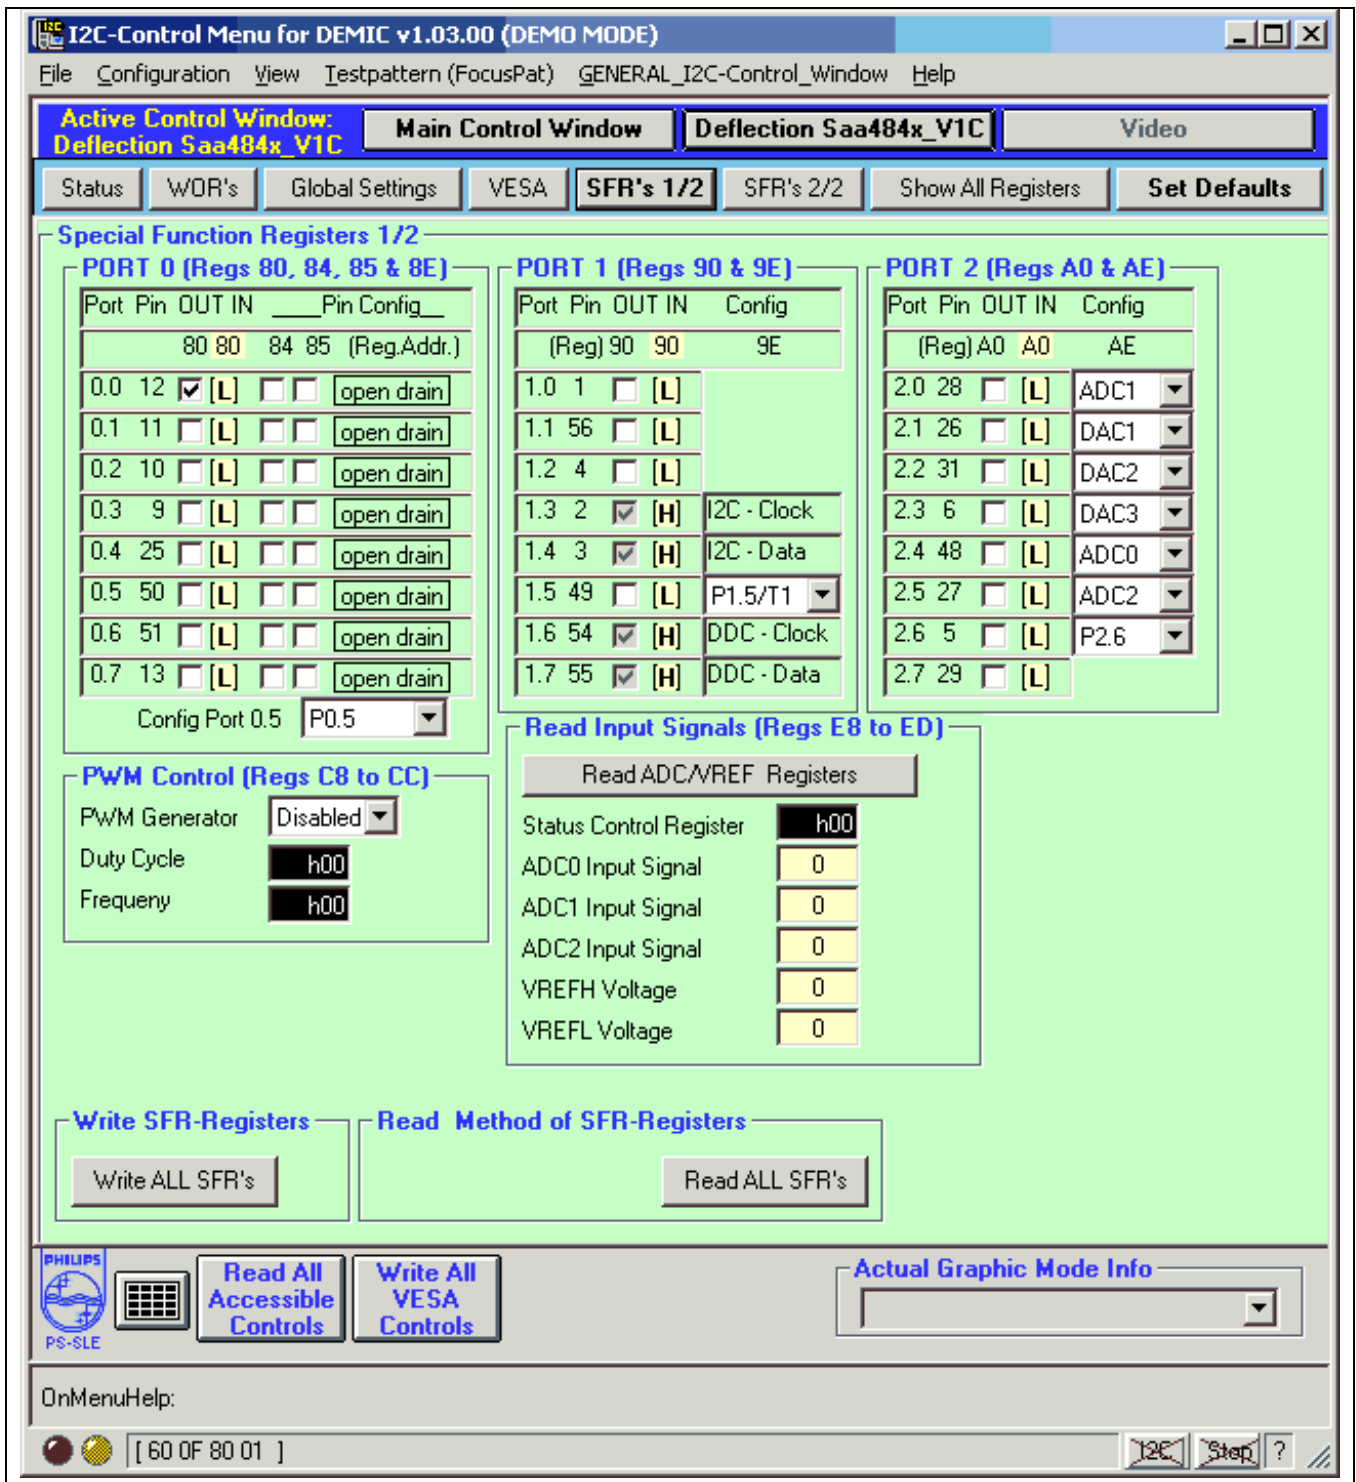 I2C-Control Menu for DEMIC v1.03.00 (DEMO MODE)
File Configuration View Testpattern (FocusPat) GENERAL_I2C-Control_Window Help
Active Control Window:
Deflection Saa484x_V1C
Main Control Window
Deflection Saa484x_V1C
Video
Status WOR's Global Settings VESA SFR's 1/2 SFR's 2/2 Show All Registers Set Defaults
Special Function Registers 1/2
PORT 0 (Regs 80, 84, 85 & 8E)
Port Pin OUT IN ____Pin Config__
80 80 84 85 (Reg.Addr.)
0.0 12 [L] open drain
0.1 11 [L] open drain
0.2 10 [L] open drain
0.3 9 [L] open drain
0.4 25 [L] open drain
0.5 50 [L] open drain
0.6 51 [L] open drain
0.7 13 [L] open drain
Config Port 0.5 P0.5
PORT 1 (Regs 90 & 9E)
Port Pin OUT IN Config
(Reg) 90 90 9E
1.0 1 [L]
1.1 56 [L]
1.2 4 [L]
1.3 2 [H] I2C - Clock
1.4 3 [H] I2C - Data
1.5 49 [L] P1.5/T1
1.6 54 [H] DDC - Clock
1.7 55 [H] DDC - Data
PORT 2 (Regs A0 & AE)
Port Pin OUT IN Config
(Reg) A0 A0 AE
2.0 28 [L] ADC1
2.1 26 [L] DAC1
2.2 31 [L] DAC2
2.3 6 [L] DAC3
2.4 48 [L] ADC0
2.5 27 [L] ADC2
2.6 5 [L] P2.6
2.7 29 [L]
PWM Control (Regs C8 to CC)
PWM Generator Disabled
Duty Cycle h00
Frequeny h00
Read Input Signals (Regs E8 to ED)
Read ADC/VREF Registers
Status Control Register h00
ADC0 Input Signal 0
ADC1 Input Signal 0
ADC2 Input Signal 0
VREFH Voltage 0
VREFL Voltage 0
Write SFR-Registers
Write ALL SFR's
Read Method of SFR-Registers
Read ALL SFR's
PHILIPS
PS-SLE
Read All
Accessible
Controls
Write All
VESA
Controls
Actual Graphic Mode Info
OnMenuHelp:
[ 60 0F 80 01 ] I2C Stop ?